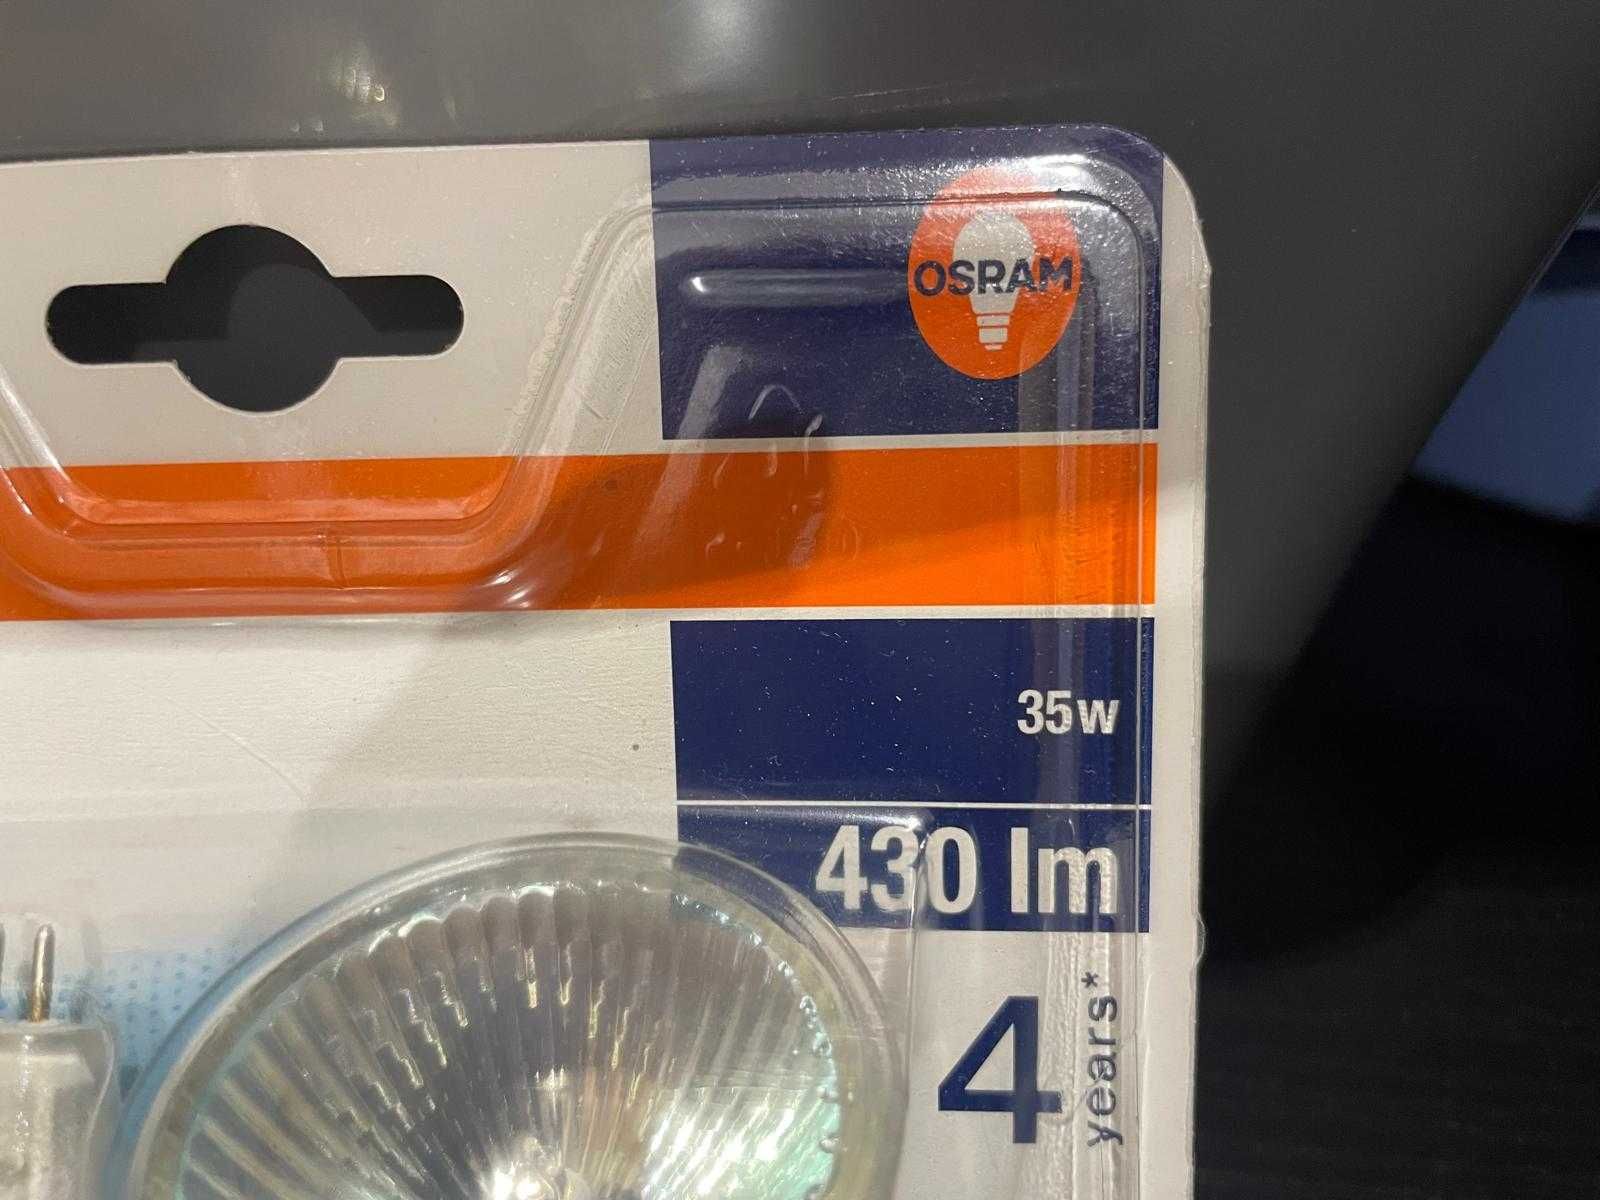 OSRAM
35w
430 lm
4 years*